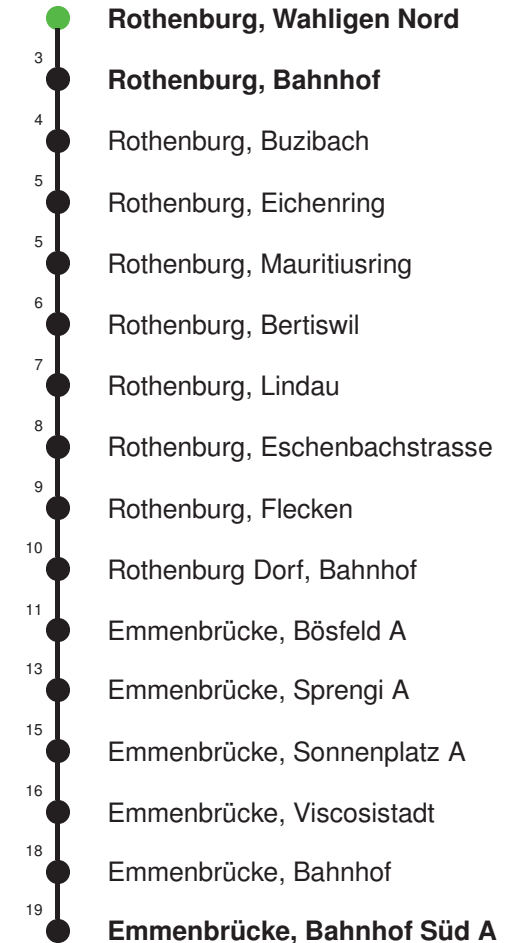 Rothenburg, Wahligen Nord
3 Rothenburg, Bahnhof
4 Rothenburg, Buzibach
5 Rothenburg, Eichenring
5 Rothenburg, Mauritiusring
6 Rothenburg, Bertiswil
7 Rothenburg, Lindau
8 Rothenburg, Eschenbachstrasse
9 Rothenburg, Flecken
10 Rothenburg Dorf, Bahnhof
11 Emmenbrücke, Bösfeld A
13 Emmenbrücke, Sprengi A
15 Emmenbrücke, Sonnenplatz A
16 Emmenbrücke, Viscosistadt
18 Emmenbrücke, Bahnhof
19 Emmenbrücke, Bahnhof Süd A